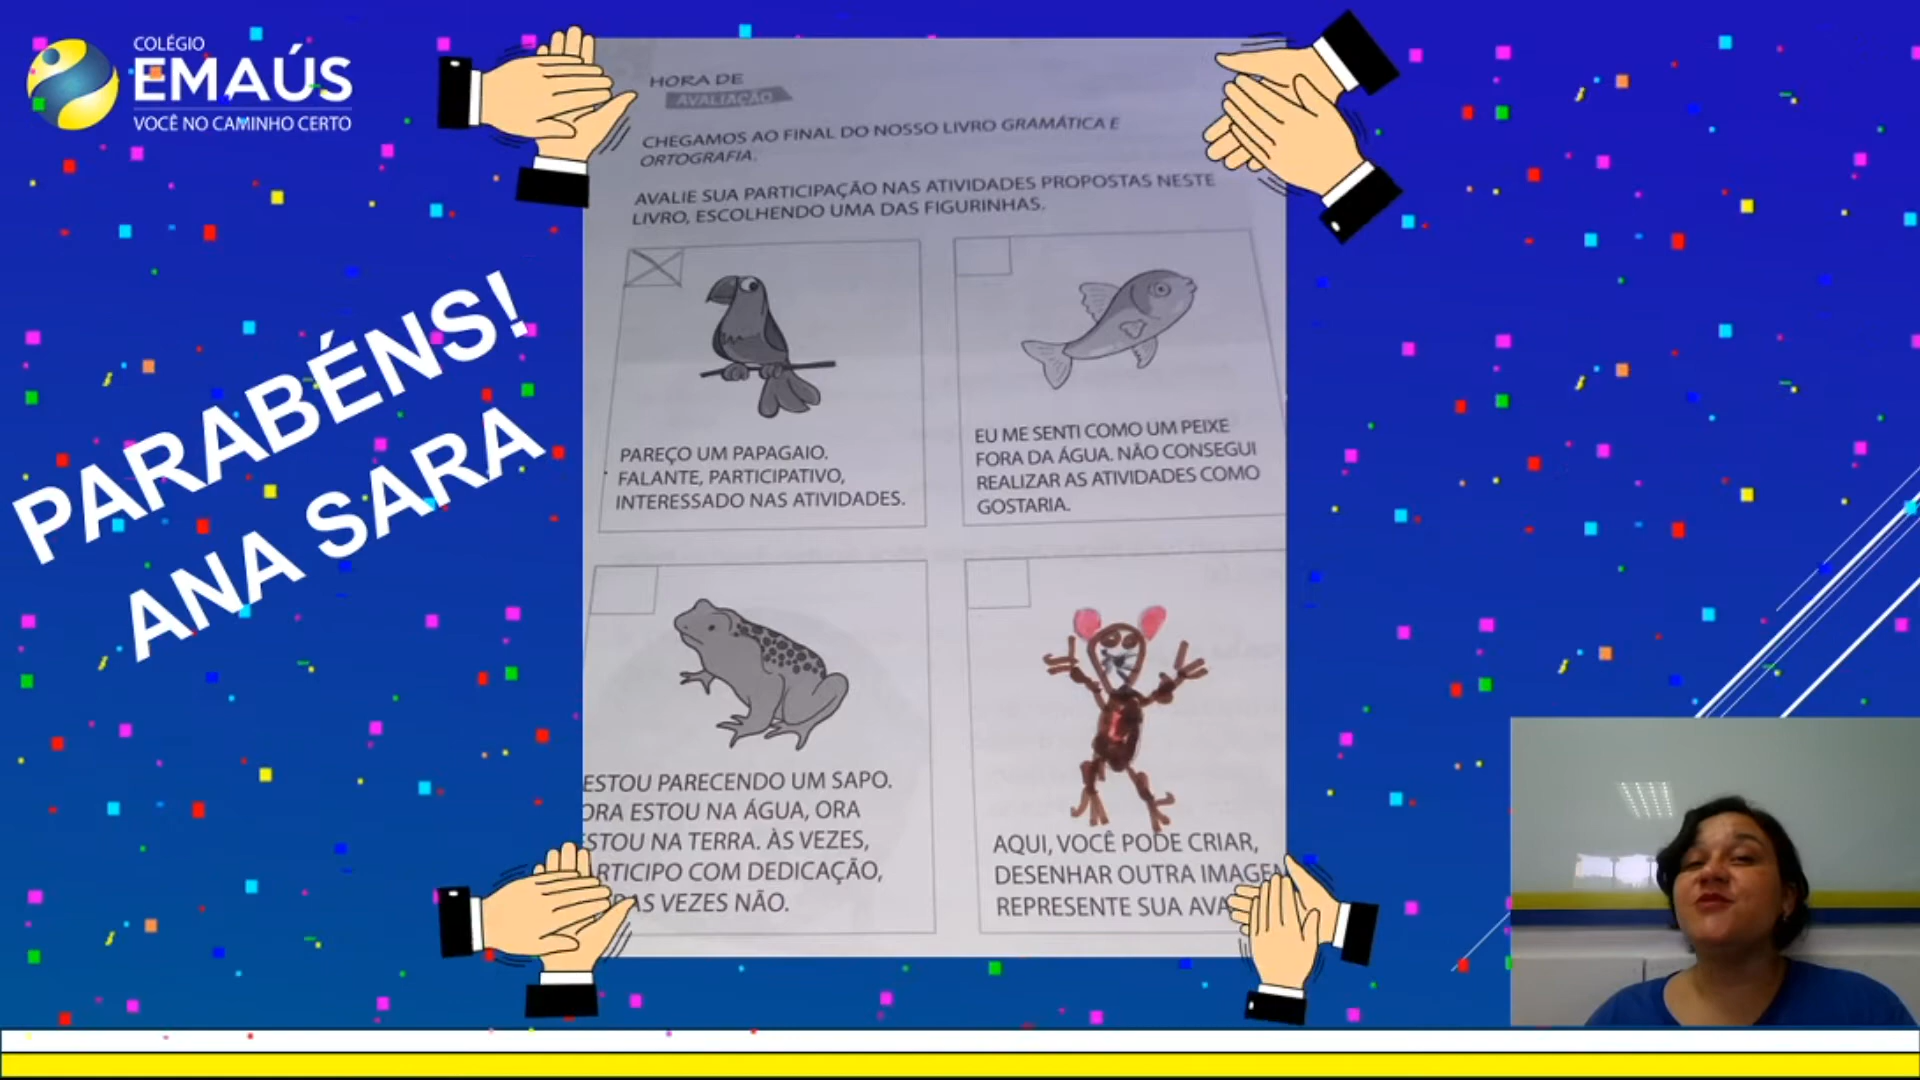 COLÉGIO
EMAÚS
VOCÊ NO CAMINHO CERTO
PARABÉNS!
ANA SARA
HORA DE
AVALIAÇÃO
CHEGAMOS AO FINAL DO NOSSO LIVRO GRAMÁTICA E
ORTOGRAFIA.
AVALIE SUA PARTICIPAÇÃO NAS ATIVIDADES PROPOSTAS NESTE
LIVRO, ESCOLHENDO UMA DAS FIGURINHAS.
PAREÇO UM PAPAGAIO.
FALANTE, PARTICIPATIVO,
INTERESSADO NAS ATIVIDADES.
EU ME SENTI COMO UM PEIXE
FORA DA ÁGUA. NÃO CONSEGUI
REALIZAR AS ATIVIDADES COMO
GOSTARIA.
ESTOU PARECENDO UM SAPO.
ORA ESTOU NA ÁGUA, ORA
STOU NA TERRA. ÀS VEZES,
RTICIPO COM DEDICAÇÃO,
RAS VEZES NÃO.
AQUI, VOCÊ PODE CRIAR,
DESENHAR OUTRA IMAGEM
REPRESENTE SUA AVA